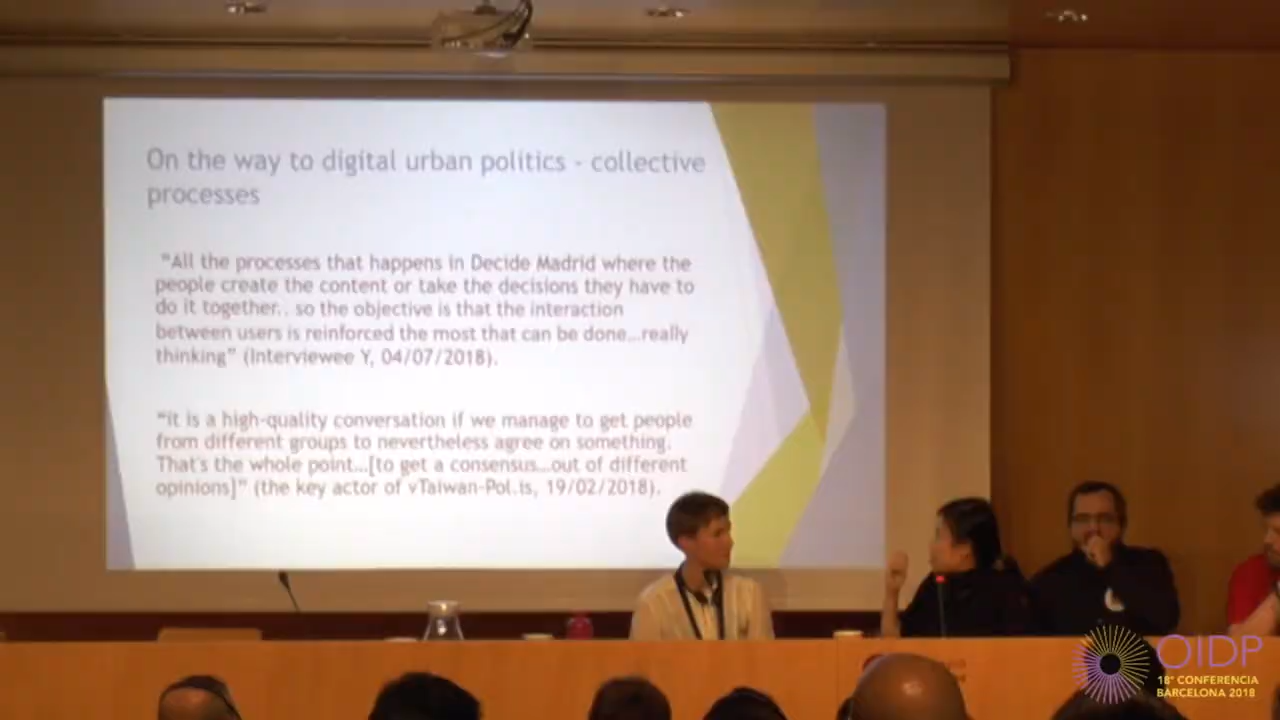 On the way to digital urban politics - collective
processes
"All the processes that happens in Decide Madrid where the
people create the content or take the decisions they have to
do it together.. so the objective is that the interaction
between users is reinforced the most that can be done...really
thinking" (Interviewee Y, 04/07/2018).
"it is a high-quality conversation if we manage to get people
from different groups to nevertheless agree on something.
That's the whole point...[to get a consensus...out of different
opinions]" (the key actor of vTaiwan-Pol.is, 19/02/2018).
OIDP
18ª CONFERENCIA
BARCELONA 2018